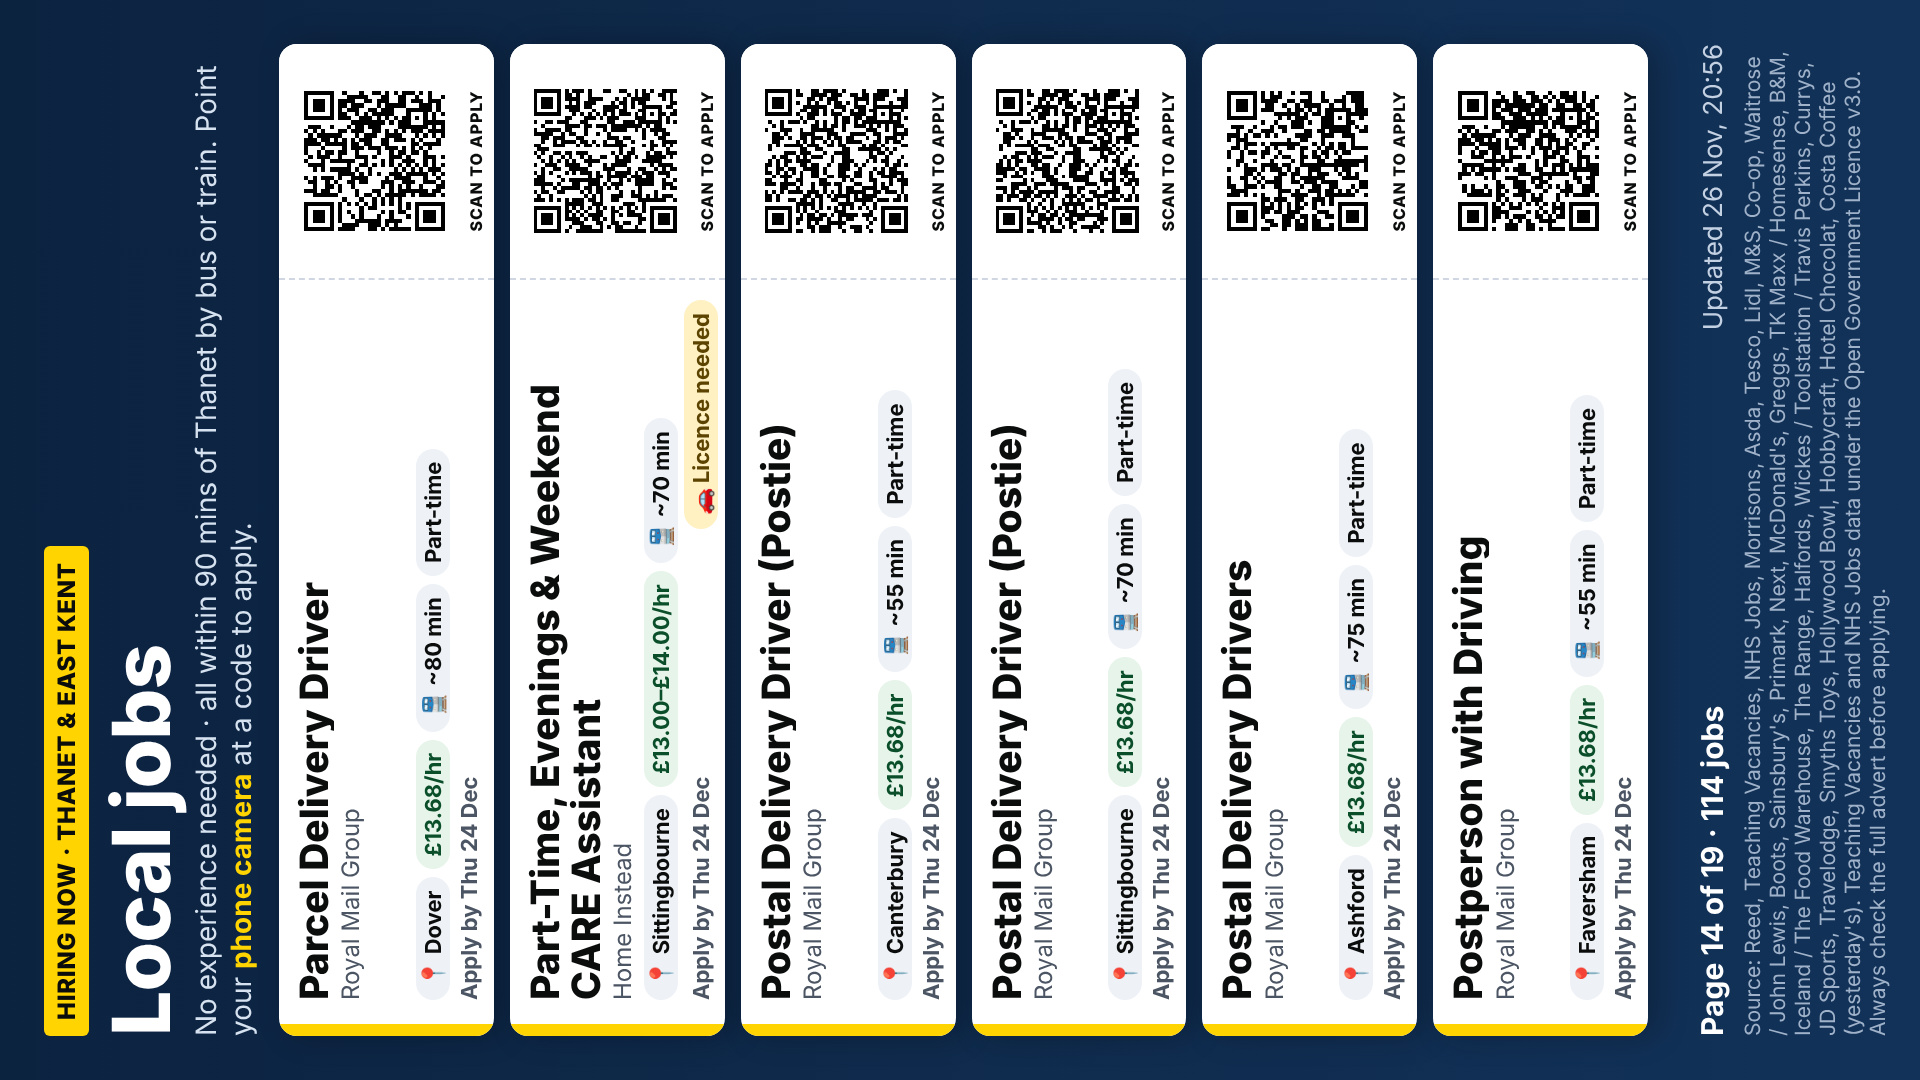 HIRING NOW · THANET & EAST KENT
Local jobs
No experience needed · all within 90 mins of Thanet by bus or train. Point
your phone camera at a code to apply.
Parcel Delivery Driver
Royal Mail Group
📍 Dover £13.68/hr 🚆 ~80 min Part-time
Apply by Thu 24 Dec
SCAN TO APPLY
Part-Time, Evenings & Weekend
CARE Assistant
Home Instead
📍 Sittingbourne £13.00–£14.00/hr 🚆 ~70 min
🚗 Licence needed
Apply by Thu 24 Dec
SCAN TO APPLY
Postal Delivery Driver (Postie)
Royal Mail Group
📍 Canterbury £13.68/hr 🚆 ~55 min Part-time
Apply by Thu 24 Dec
SCAN TO APPLY
Postal Delivery Driver (Postie)
Royal Mail Group
📍 Sittingbourne £13.68/hr 🚆 ~70 min Part-time
Apply by Thu 24 Dec
SCAN TO APPLY
Postal Delivery Drivers
Royal Mail Group
📍 Ashford £13.68/hr 🚆 ~75 min Part-time
Apply by Thu 24 Dec
SCAN TO APPLY
Postperson with Driving
Royal Mail Group
📍 Faversham £13.68/hr 🚆 ~55 min Part-time
Apply by Thu 24 Dec
SCAN TO APPLY
Page 14 of 19 · 114 jobs
Updated 26 Nov, 20:56
Source: Reed, Teaching Vacancies, NHS Jobs, Morrisons, Asda, Tesco, Lidl, M&S, Co-op, Waitrose
/ John Lewis, Boots, Sainsbury's, Primark, Next, McDonald's, Greggs, TK Maxx / Homesense, B&M,
Iceland / The Food Warehouse, The Range, Halfords, Wickes / Toolstation / Travis Perkins, Currys,
JD Sports, Travelodge, Smyths Toys, Hollywood Bowl, Hobbycraft, Hotel Chocolat, Costa Coffee
(yesterday's). Teaching Vacancies and NHS Jobs data under the Open Government Licence v3.0.
Always check the full advert before applying.